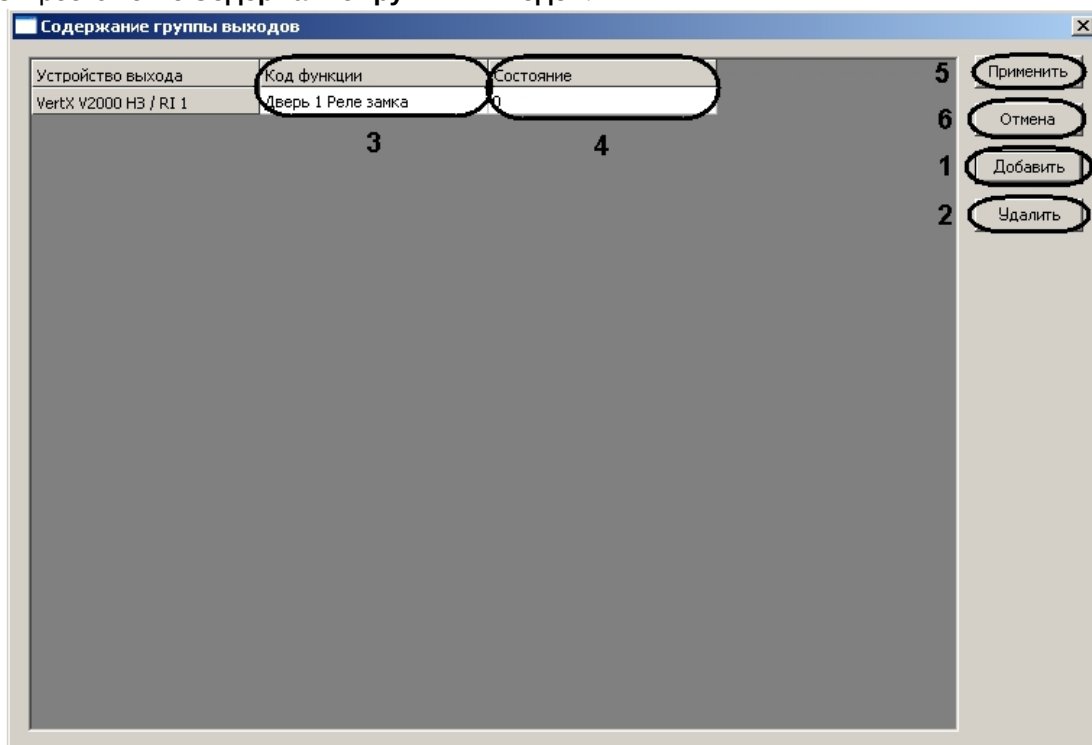 Содержание группы выходов
Устройство выхода Код функции Состояние 5 Применить
VertX V2000 НЗ / RI 1 Дверь 1 Реле замка 0
6 Отмена
3 4 1 Добавить
2 Удалить